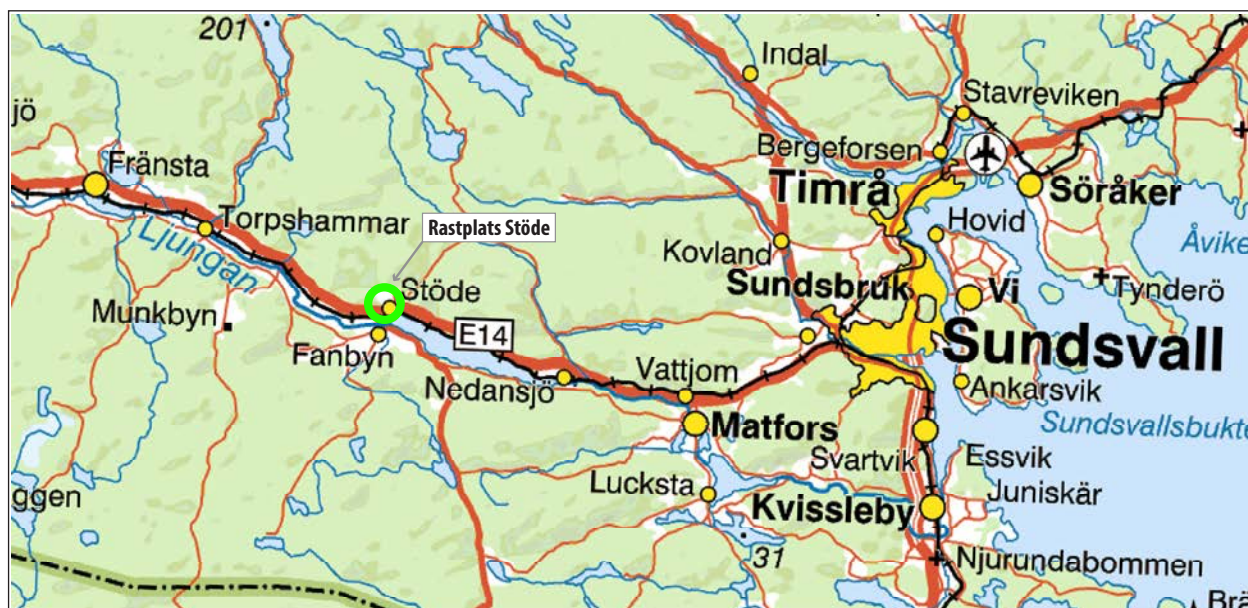 201
Indal
Stavreviken
jö
Bergeforsen
Fränsta
Timrå
Söråker
Torpshammar
Rastplats Stöde
Hovid
Ljungan
Kovland
Åvike
Stöde
Sundsbruk
Vi
Tynderö
Munkbyn
E14
Sundsvall
Fanbyn
Vattjom
Nedansjö
Ankarsvik
Matfors
Sundsvallsbukte
Svartvik
Essvik
Lucksta
Juniskär
ggen
Kvissleby
31
Njurundabommen
Brä